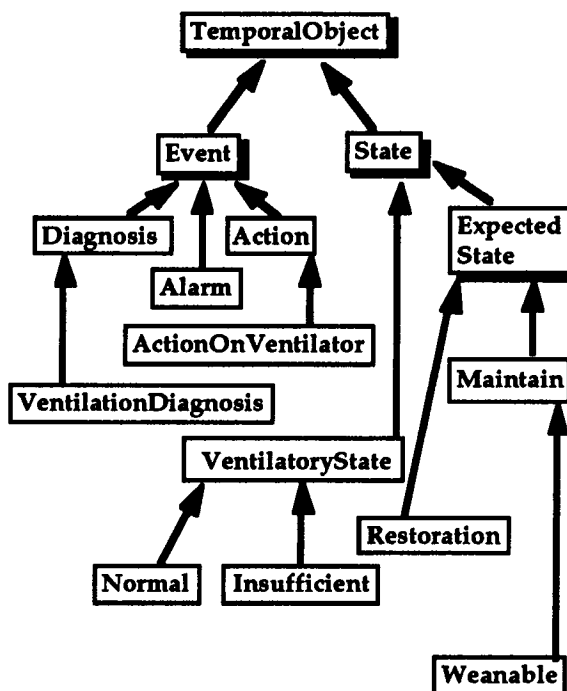 TemporalObject
Event
State
Diagnosis
Action
Expected
State
Alarm
ActionOnVentilator
Maintain
VentilationDiagnosis
VentilatoryState
Restoration
Normal
Insufficient
Weanable